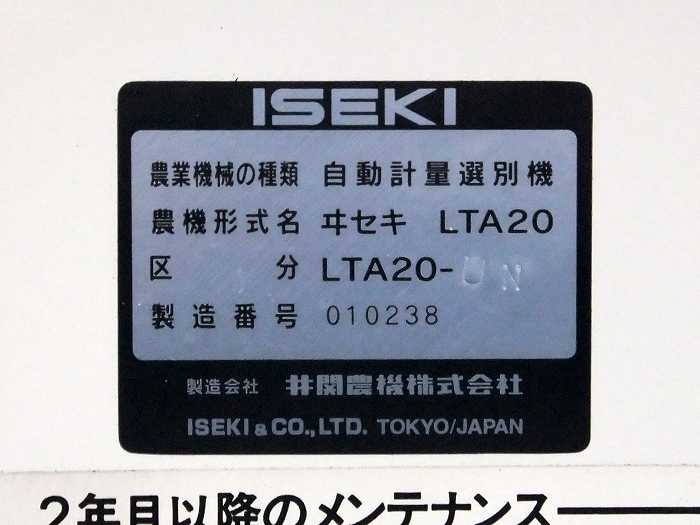 ISEKI
農業機械の種類 自動計量選別機
農機形式名 ヰセキ LTA20
区分 LTA20-UN
製造番号 010238
製造会社 井関農機株式会社
ISEKI & CO., LTD. TOKYO/JAPAN
2年目以降のメンテナンス